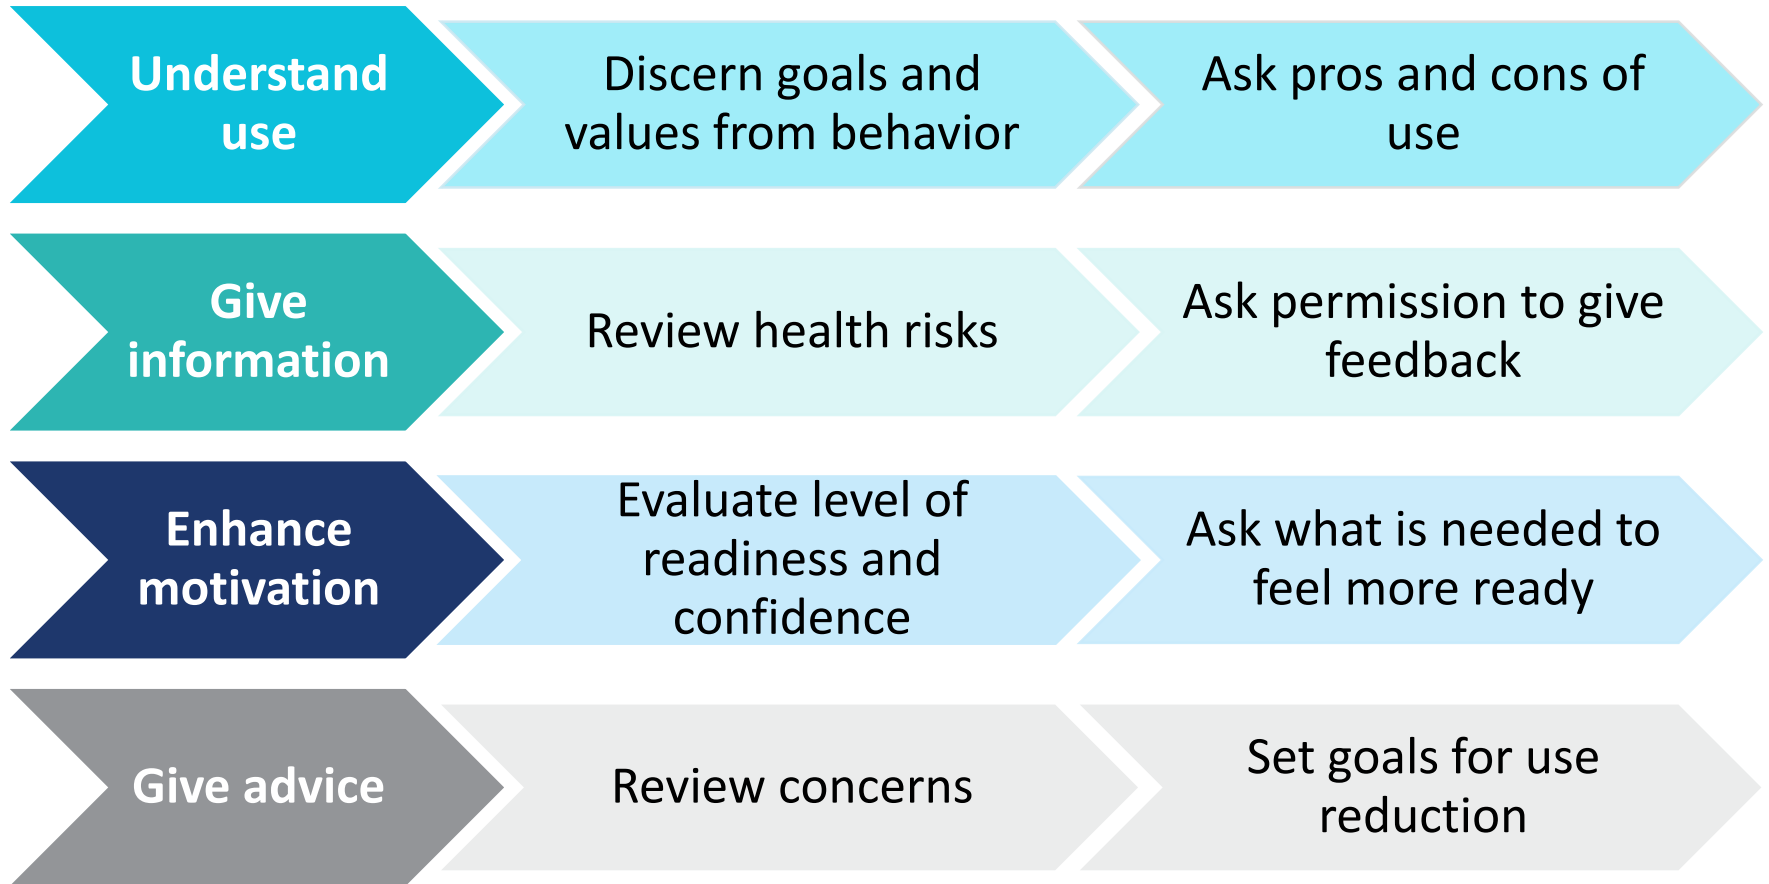 Understand
use
Discern goals and
values from behavior
Ask pros and cons of
use
Give
information
Review health risks
Ask permission to give
feedback
Enhance
motivation
Evaluate level of
readiness and
confidence
Ask what is needed to
feel more ready
Give advice
Review concerns
Set goals for use
reduction